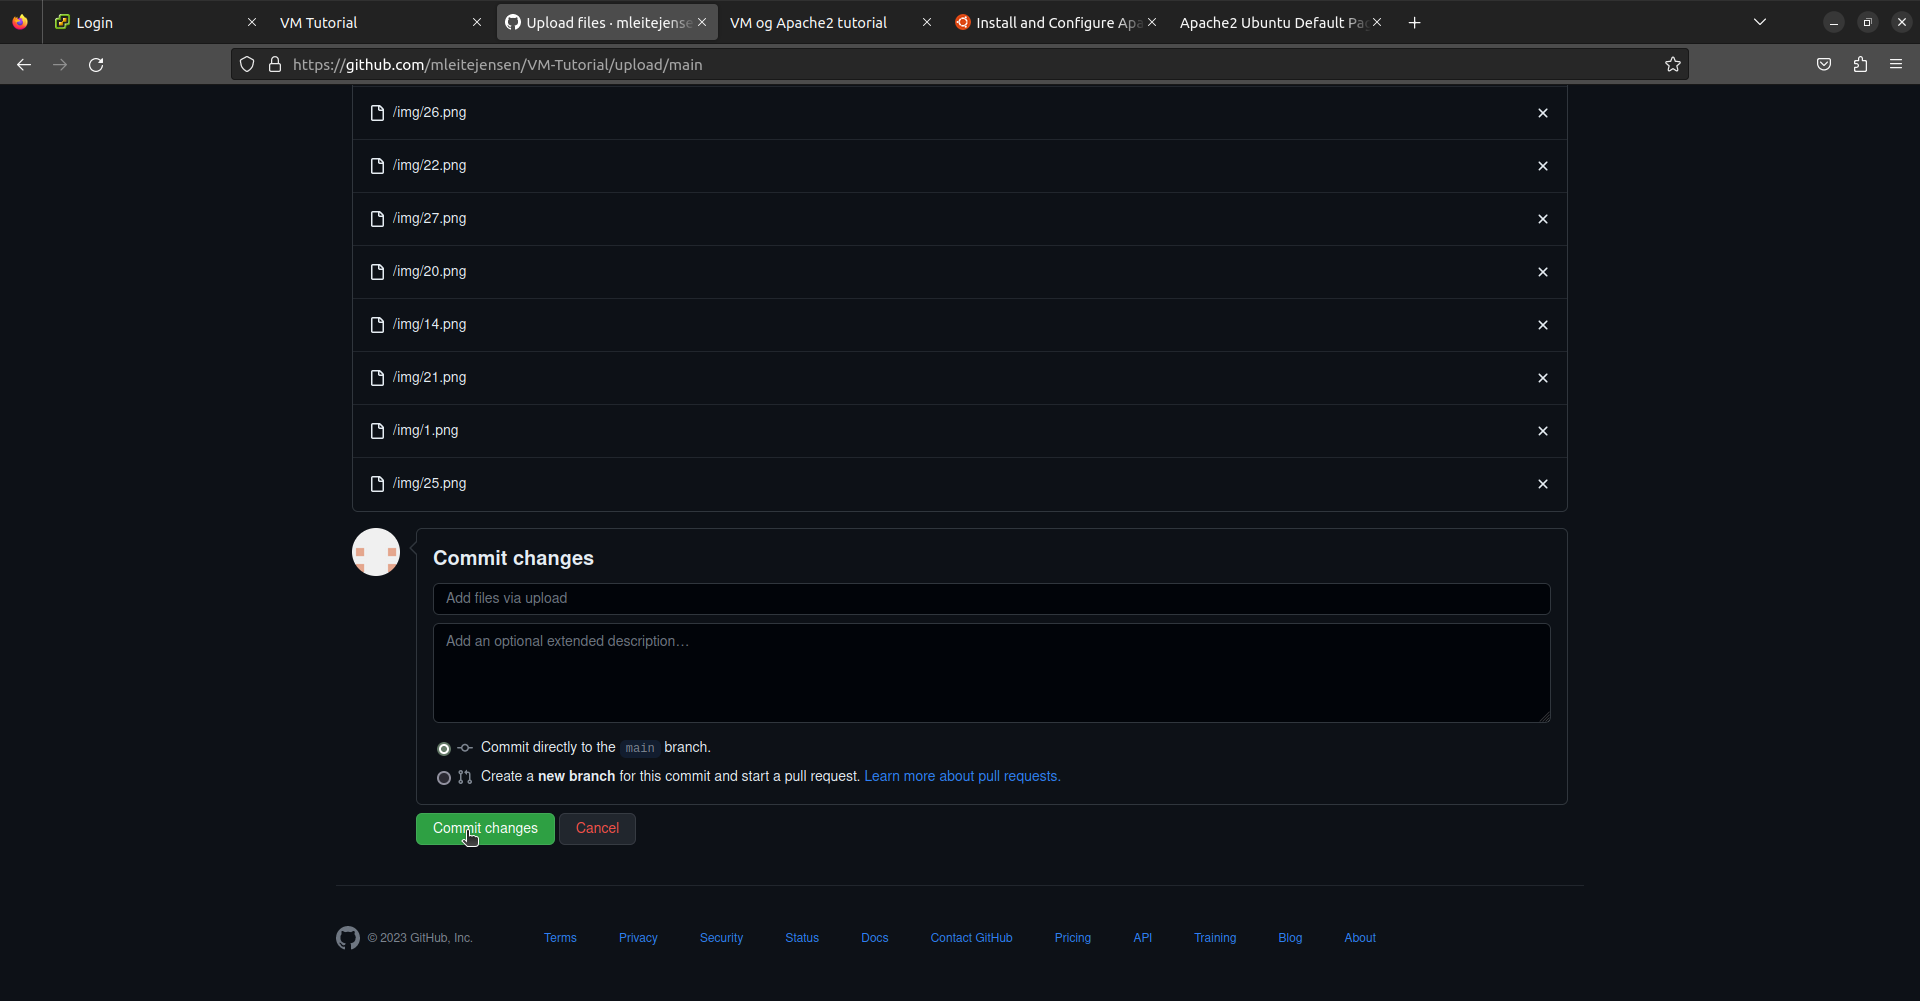 Login
VM Tutorial
Upload files · mleitejense
VM og Apache2 tutorial
Install and Configure Apa
Apache2 Ubuntu Default Pag
https://github.com/mleitejensen/VM-Tutorial/upload/main
/img/26.png
/img/22.png
/img/27.png
/img/20.png
/img/14.png
/img/21.png
/img/1.png
/img/25.png
Commit changes
Add files via upload
Add an optional extended description…
Commit directly to the main branch.
Create a new branch for this commit and start a pull request. Learn more about pull requests.
Commit changes Cancel
© 2023 GitHub, Inc. Terms Privacy Security Status Docs Contact GitHub Pricing API Training Blog About